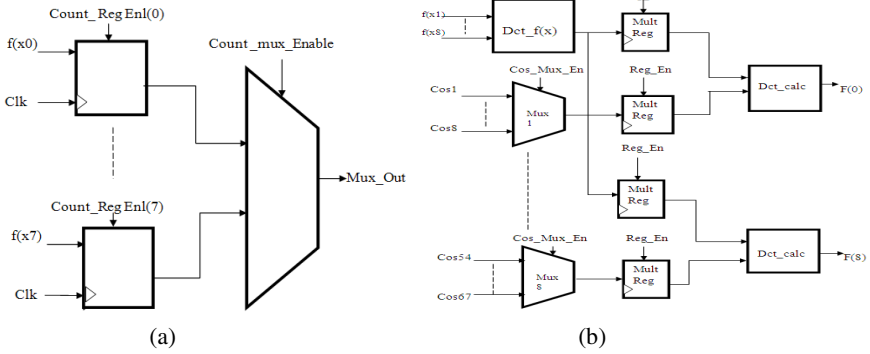 Count_RegEnl(0)
f(x0)
Clk
Count_mux_Enable
Mux_Out
Count_RegEnl(7)
f(x7)
Clk
(a)
f(x1)
f(x8)
Dct_f(x)
Mult
Reg
Cos_Mux_En
Reg_En
Cos1
Cos8
Mux
1
Mult
Reg
Dct_calc
F(0)
Reg_En
Mult
Reg
Cos_Mux_En
Reg_En
Cos54
Cos67
Mux
8
Mult
Reg
Dct_calc
F(8)
(b)